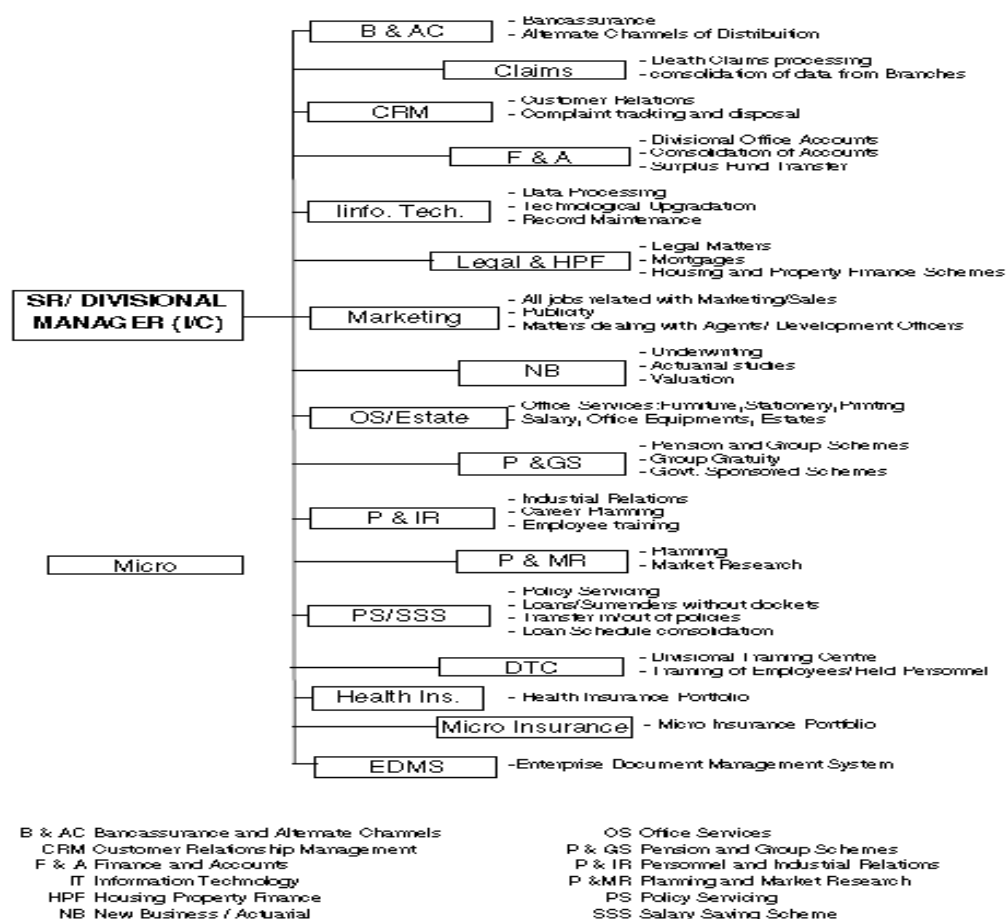 B & AC
- Bancassurance
- Alternate Channels of Distribuition
Claims
- Death Claims processing
- consolidation of data from Branches
CRM
- Customer Relations
- Complaint tracking and disposal
F & A
- Divisional Office Accounts
- Consolidation of Accounts
- Surplus Fund Transfer
Iinfo. Tech.
- Data Processing
- Technological Upgradation
- Record Maintenance
Legal & HPF
- Legal Matters
- Mortgages
- Housing and Property Finance Schemes
SR/ DIVISIONAL
MANAGER (I/C)
Marketing
- All jobs related with Marketing/Sales
- Publicity
- Matters dealing with Agents/ Development Officers
NB
- Underwriting
- Actuarial studies
- Valuation
OS/Estate
- Office Services:Furniture,Stationery,Printing
- Salary, Office Equipments, Estates
P &GS
- Pension and Group Schemes
- Group Gratuity
- Govt. Sponsored Schemes
P & IR
- Industrial Relations
- Career Planning
- Employee training
Micro
P & MR
- Planning
- Market Research
PS/SSS
- Policy Servicing
- Loans/Surrenders without dockets
- Transfer in/out of policies
- Loan Schedule consolidation
DTC
- Divisional Training Centre
- Training of Employees/Field Personnel
Health Ins.
- Health Insurance Portfolio
Micro Insurance
- Micro Insurance Portfolio
EDMS
-Enterprise Document Management System
B & AC Bancassurance and Alternate Channels
CRM Customer Relationship Management
F & A Finance and Accounts
IT Information Technology
HPF Housing Property Finance
NB New Business / Actuarial
OS Office Services
P & GS Pension and Group Schemes
P & IR Personnel and Industrial Relations
P &MR Planning and Market Research
PS Policy Servicing
SSS Salary Saving Scheme